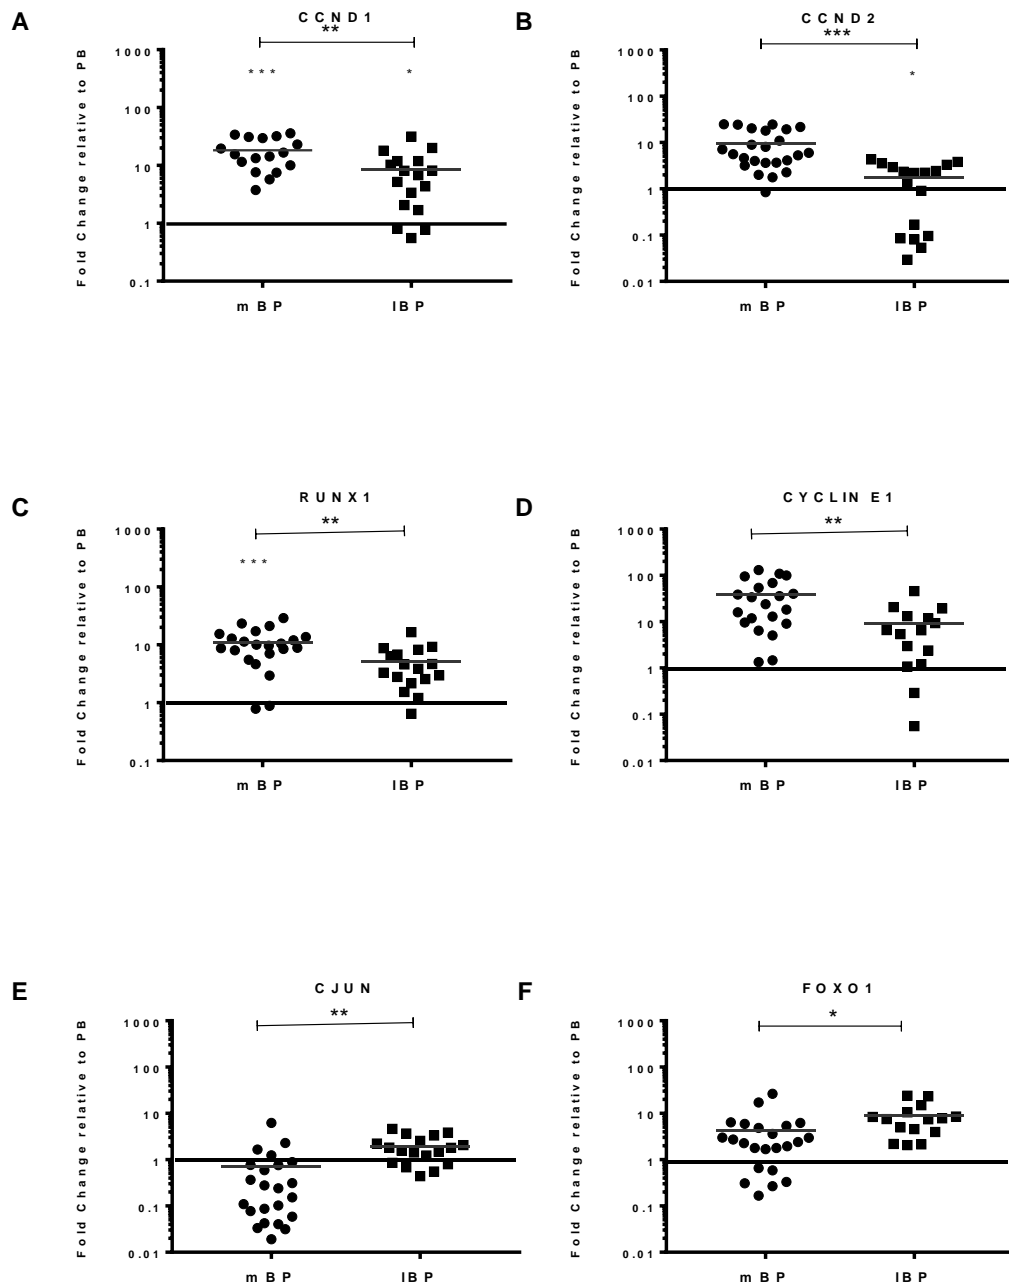 A
CCND1
**
Fold Change relative to PB
1000
100
10
1
0.1
***
*
mBP
lBP
B
CCND2
***
Fold Change relative to PB
1000
100
10
1
0.1
0.01
*
mBP
lBP
C
RUNX1
**
Fold Change relative to PB
1000
100
10
1
0.1
***
mBP
lBP
D
CYCLIN E1
**
Fold Change relative to PB
1000
100
10
1
0.1
0.01
mBP
lBP
E
CJUN
**
Fold Change relative to PB
1000
100
10
1
0.1
0.01
mBP
lBP
F
FOXO1
*
Fold Change relative to PB
1000
100
10
1
0.1
0.01
mBP
lBP